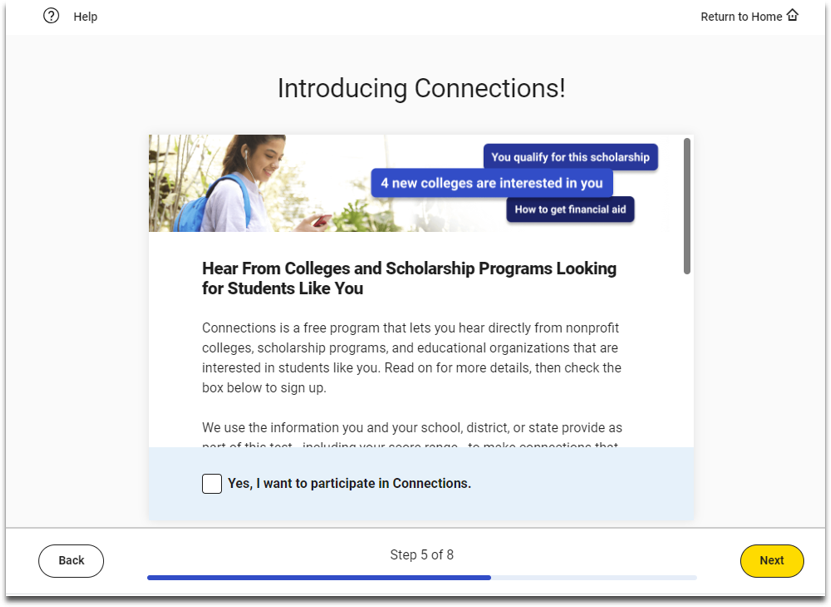 Help
Return to Home
Introducing Connections!
You qualify for this scholarship
4 new colleges are interested in you
How to get financial aid
Hear From Colleges and Scholarship Programs Looking
for Students Like You
Connections is a free program that lets you hear directly from nonprofit
colleges, scholarship programs, and educational organizations that are
interested in students like you. Read on for more details, then check the
box below to sign up.
We use the information you and your school, district, or state provide as
part of this test - including your score range - to make connections that
Yes, I want to participate in Connections.
Back
Step 5 of 8
Next